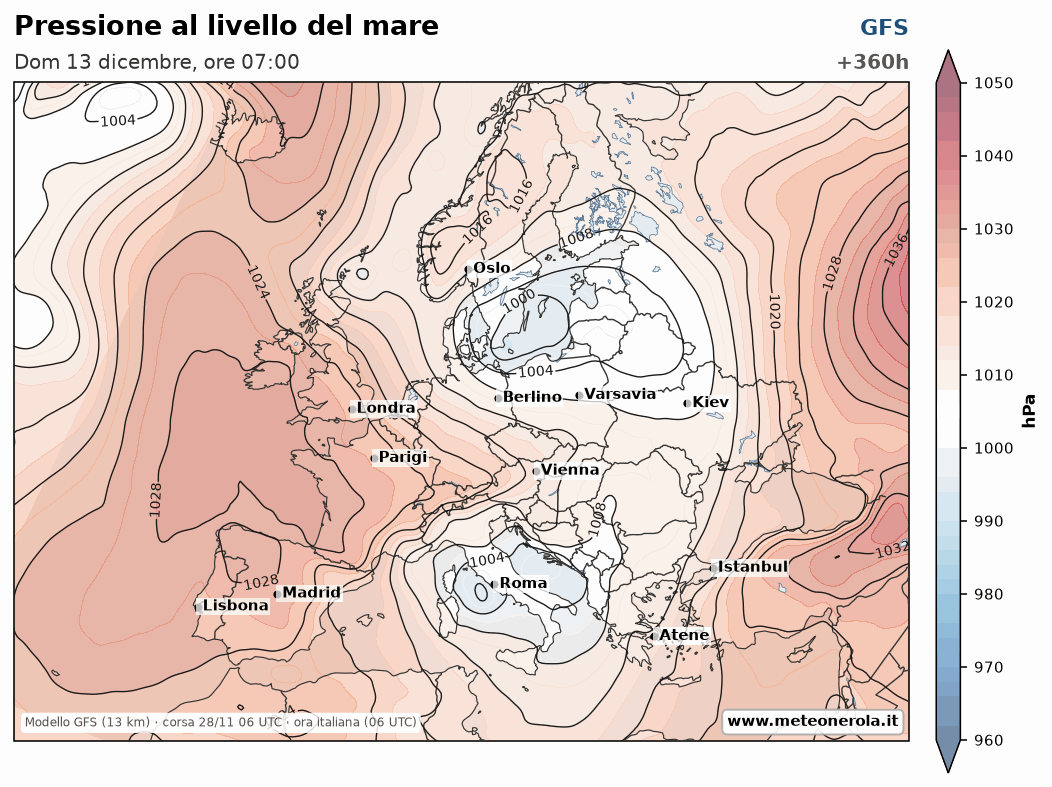 Pressione al livello del mare
GFS
Dom 13 dicembre, ore 07:00
+360h
1050
1040
1030
1020
1010
1000
990
980
970
960
hPa
1004
1016
1016
1008
1036
1028
1024
1020
Oslo
1000
1004
Berlino
Varsavia
Kiev
Londra
Parigi
Vienna
1028
1008
1032
1004
Istanbul
1028
Roma
Madrid
Lisbona
Atene
Modello GFS (13 km) · corsa 28/11 06 UTC · ora italiana (06 UTC)
www.meteonerola.it